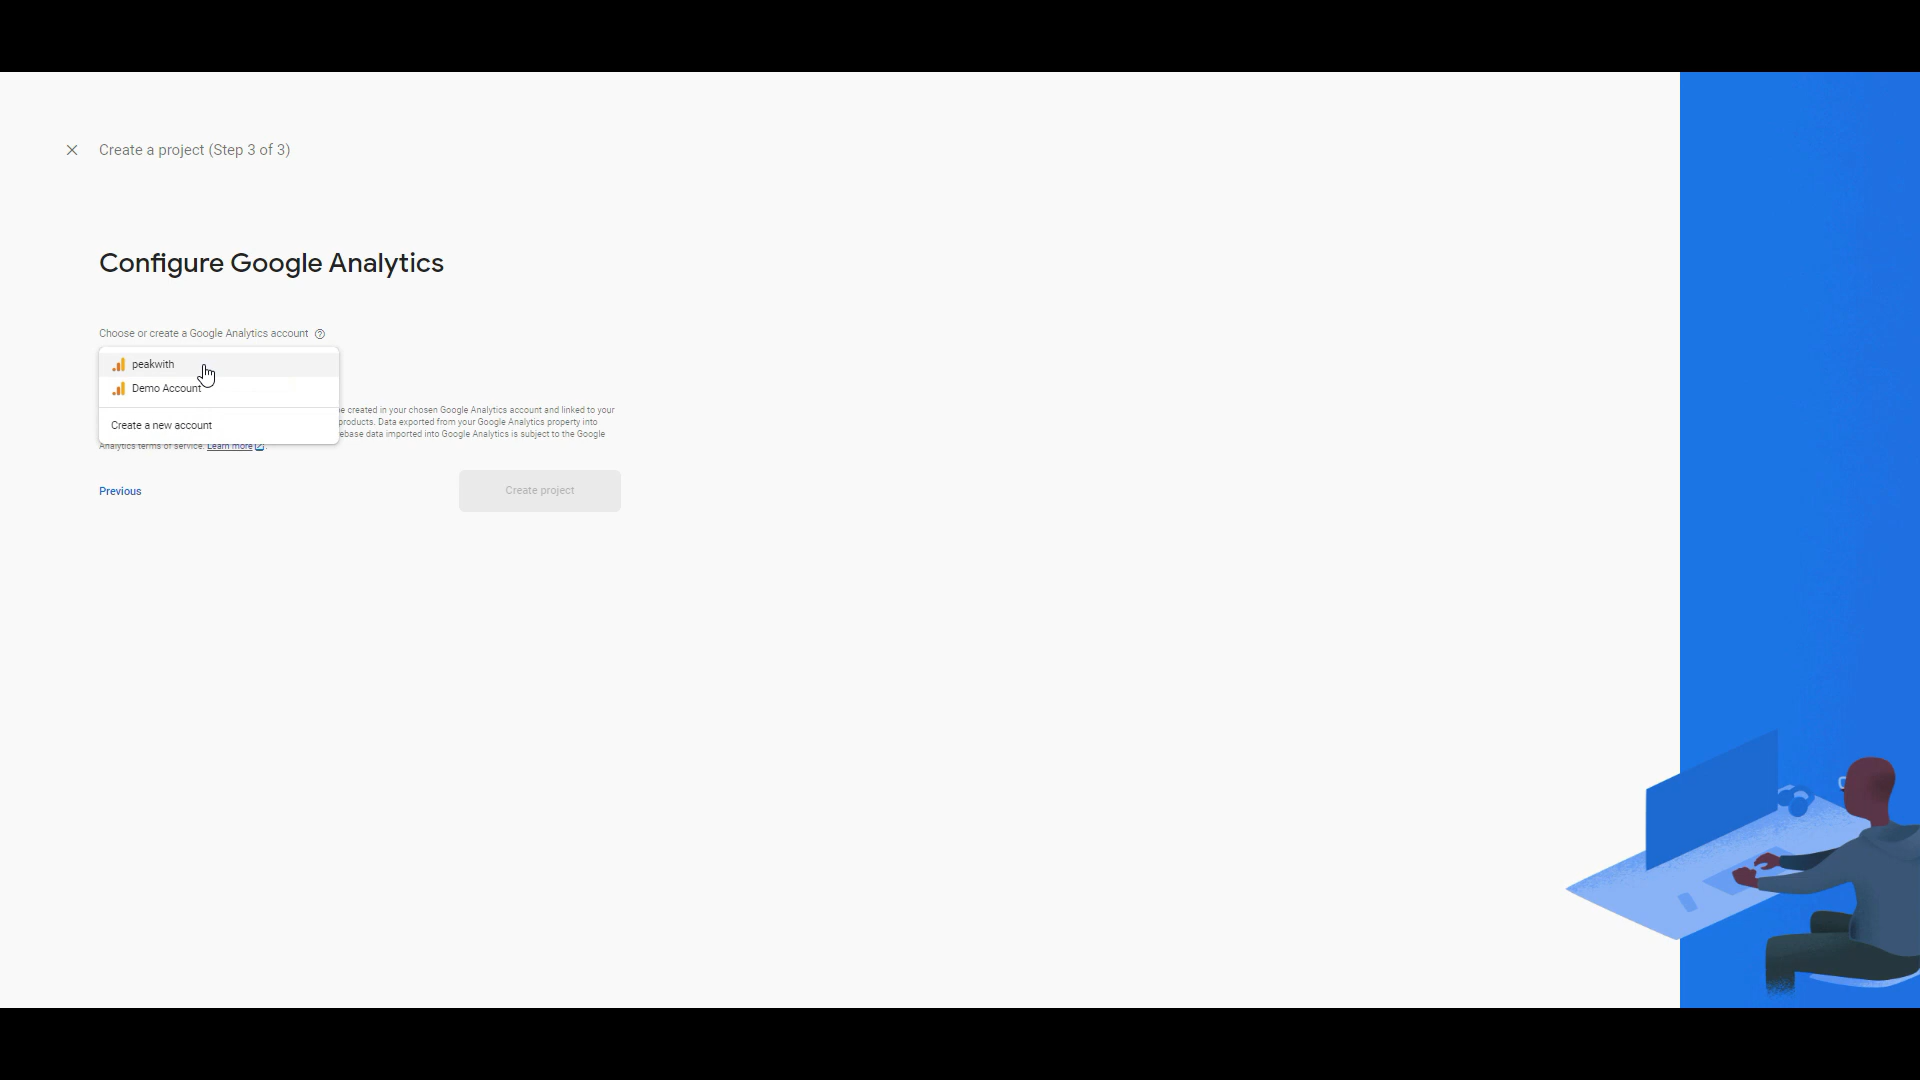 Create a project (Step 3 of 3)
Configure Google Analytics
Choose or create a Google Analytics account
peakwith
Demo Account
Create a new account
created in your chosen Google Analytics account and linked to your
products. Data exported from your Google Analytics property into
data imported into Google Analytics is subject to the Google
Analytics terms of service. Learn more
Previous
Create project